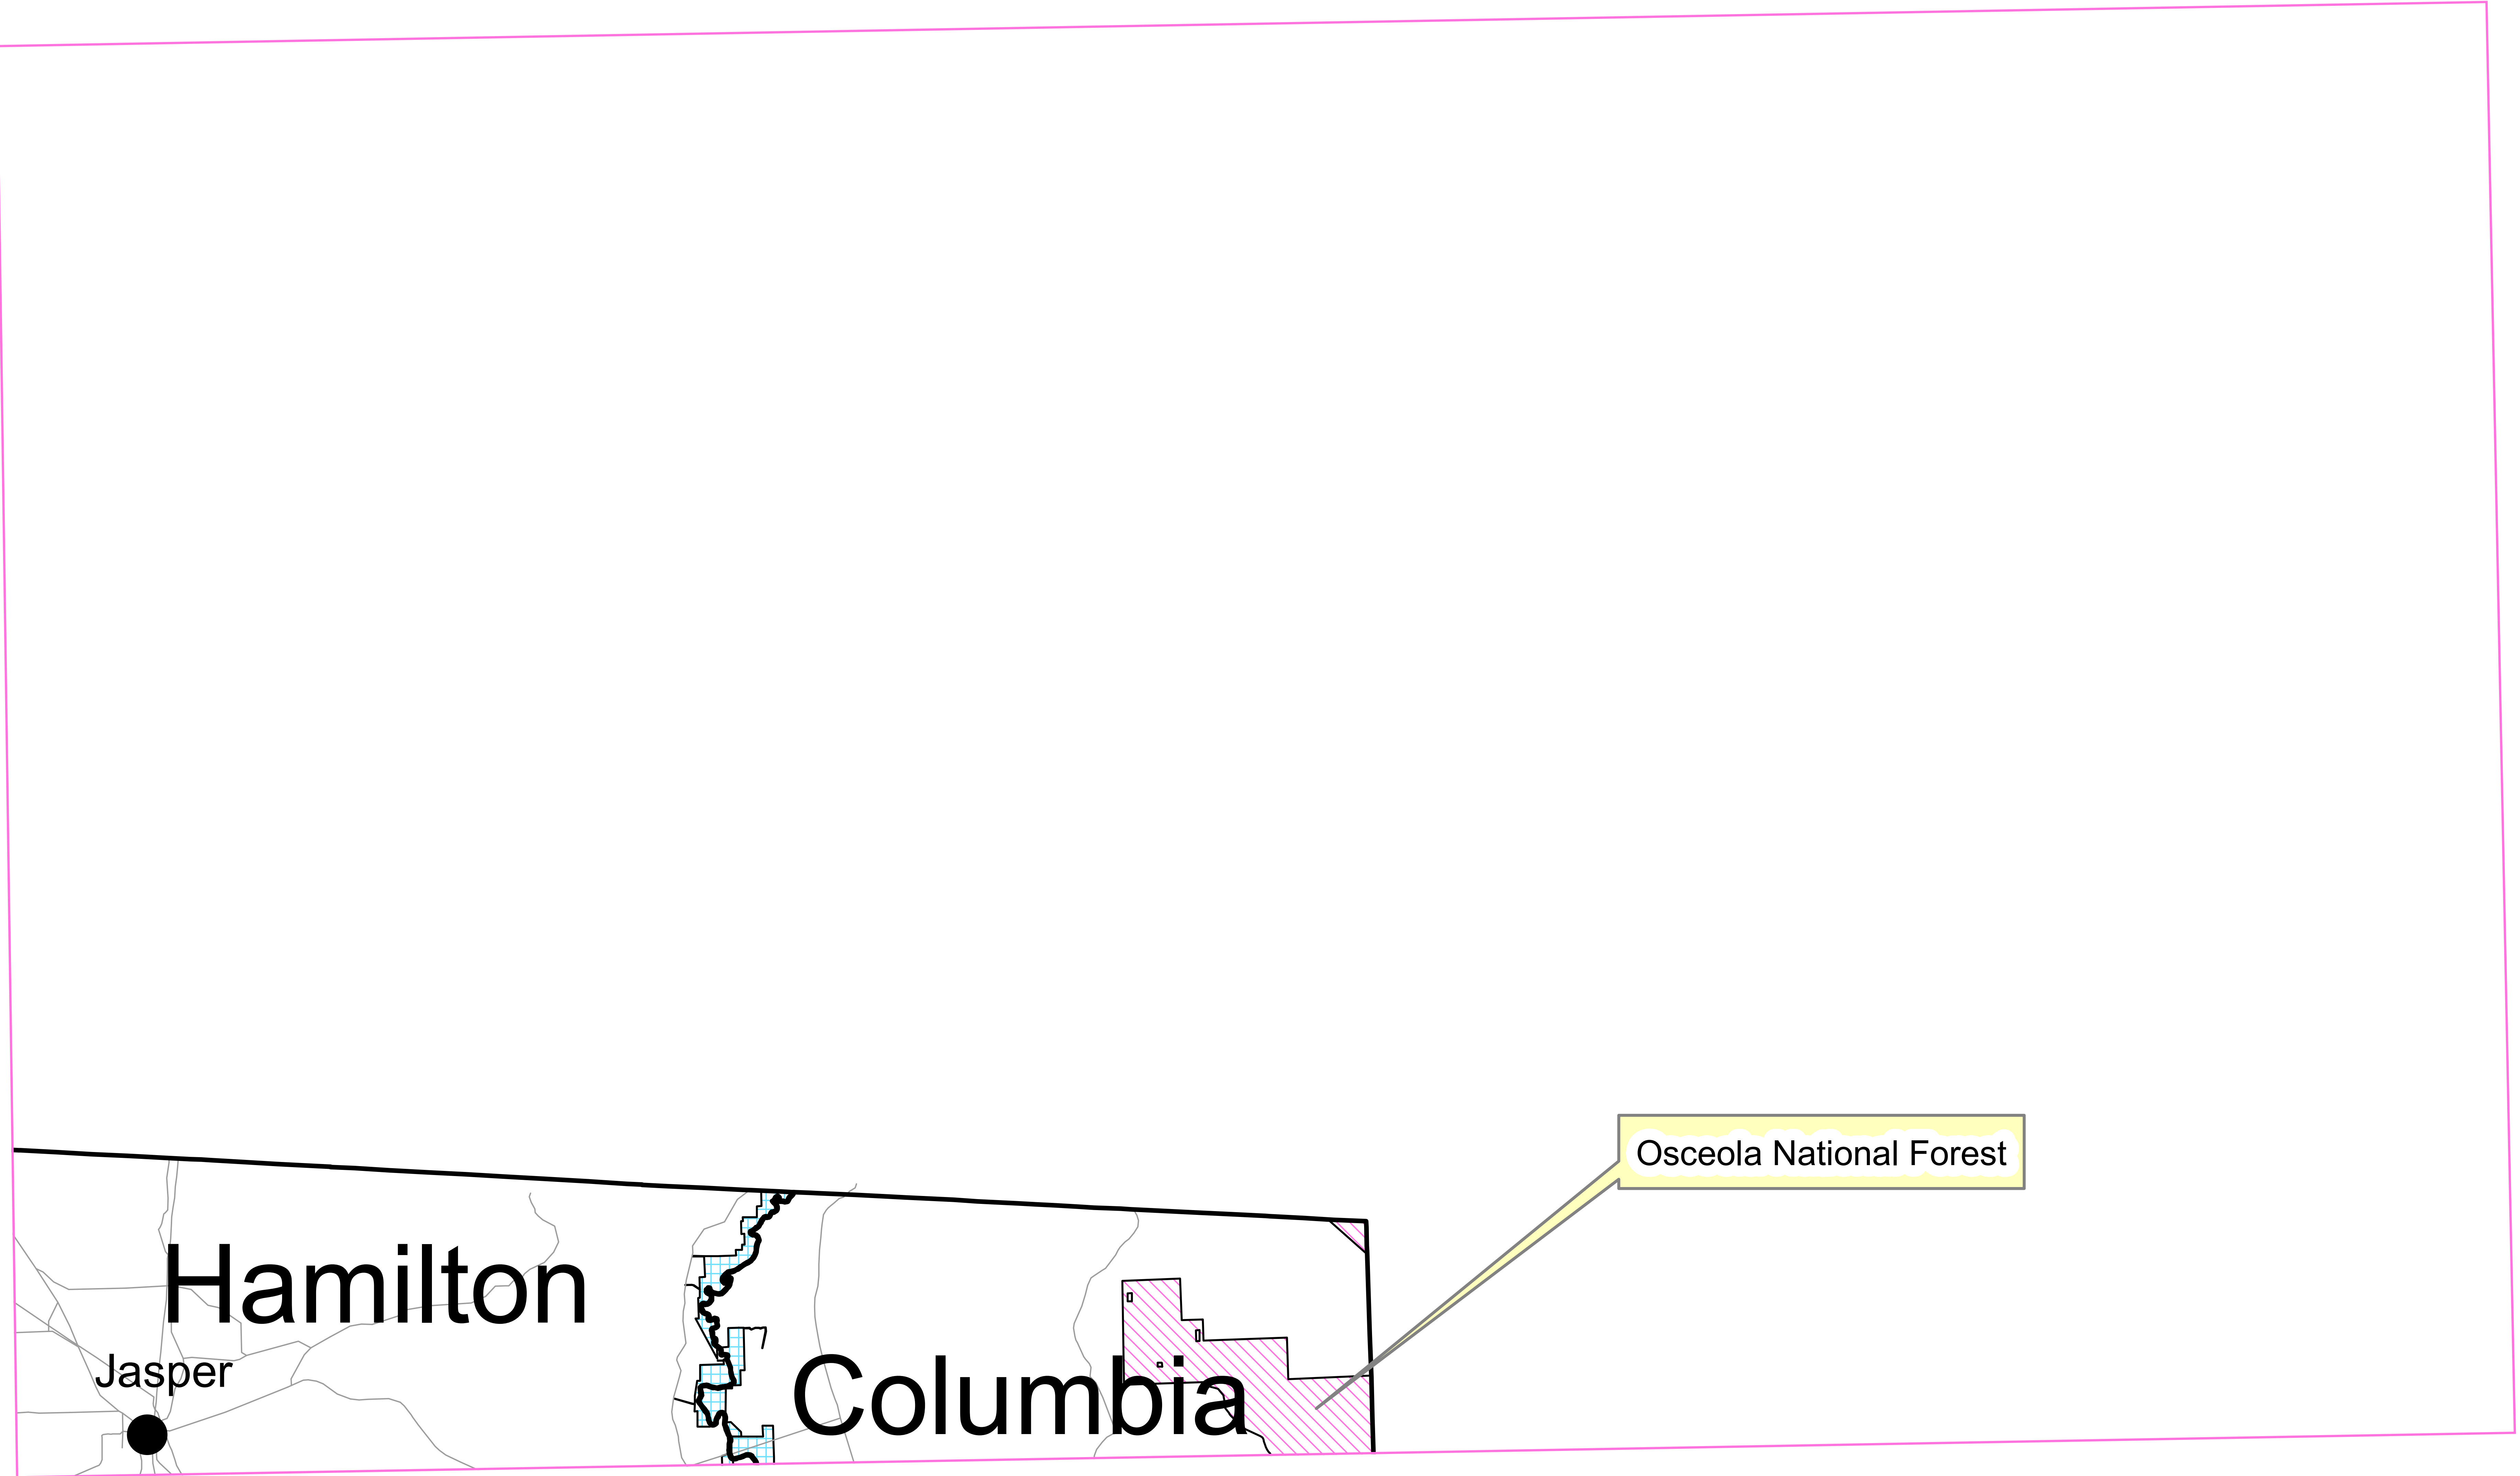 Osceola National Forest
Hamilton
Jasper
Columbia